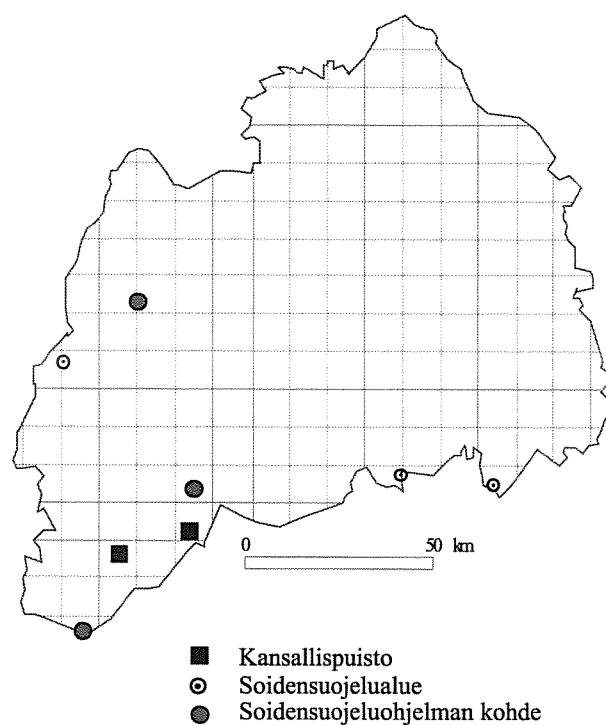 0 50 km
Kansallispuisto
Soidensuojelualue
Soidensuojeluohjelman kohde